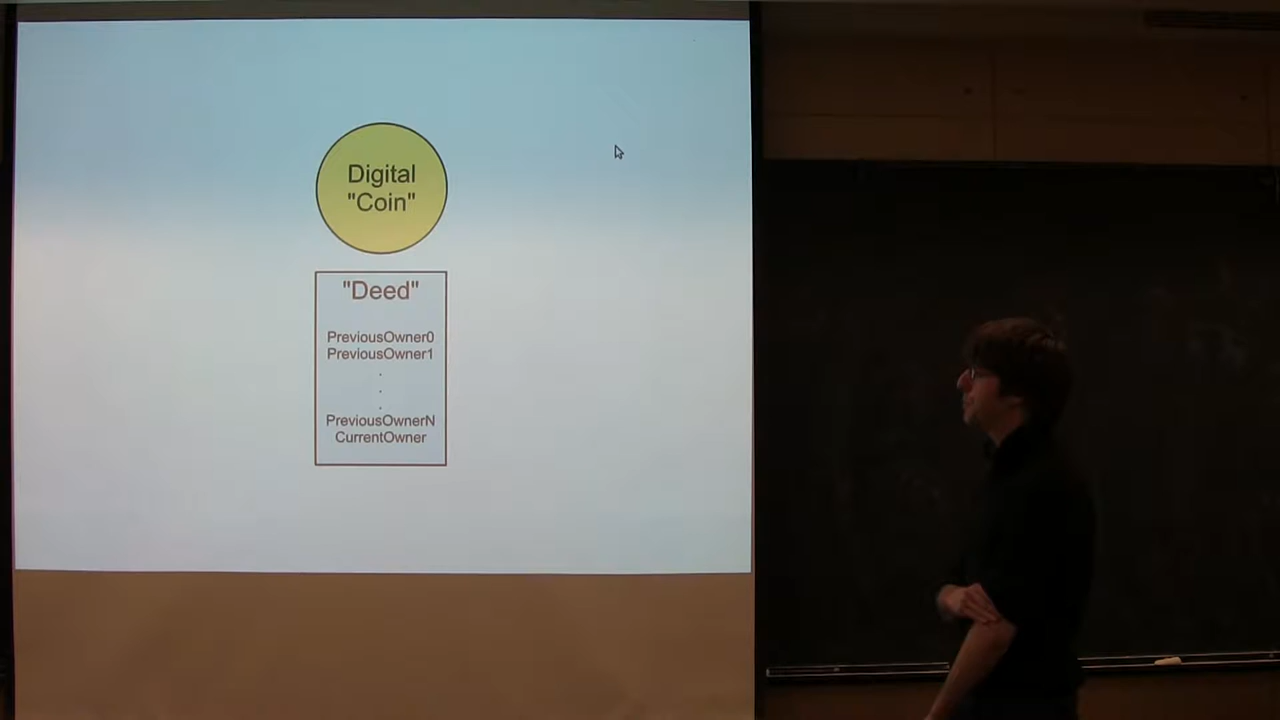 Digital
"Coin"
"Deed"
PreviousOwner0
PreviousOwner1
.
.
.
PreviousOwnerN
CurrentOwner